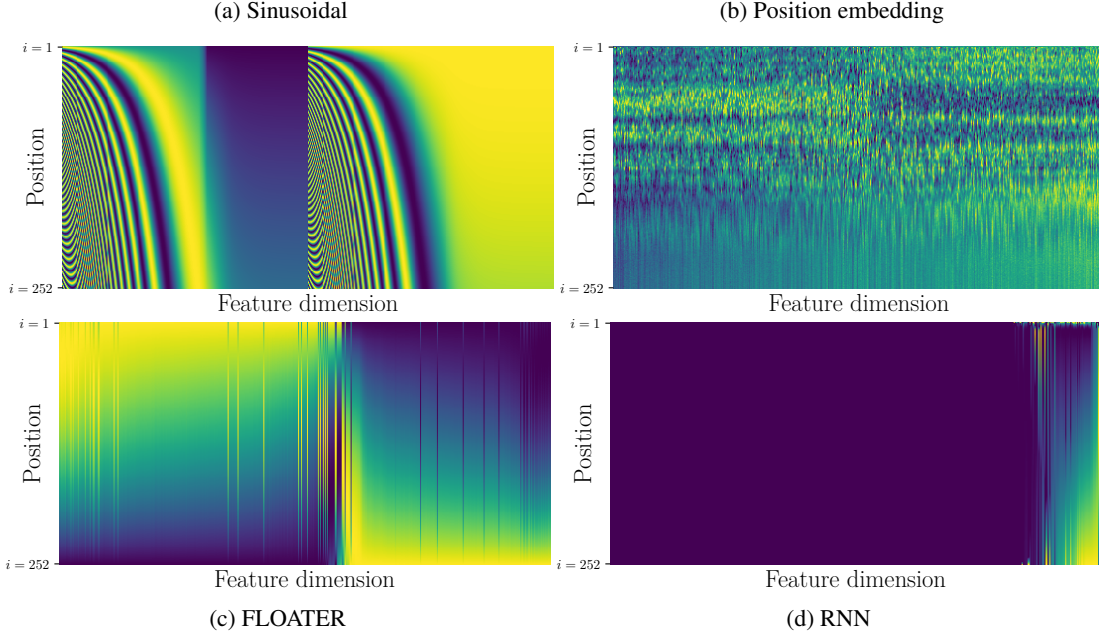 (a) Sinusoidal
(b) Position embedding
i = 1
Position
i = 252
Feature dimension
i = 1
Position
i = 252
Feature dimension
i = 1
Position
i = 252
Feature dimension
(c) FLOATER
i = 1
Position
i = 252
Feature dimension
(d) RNN